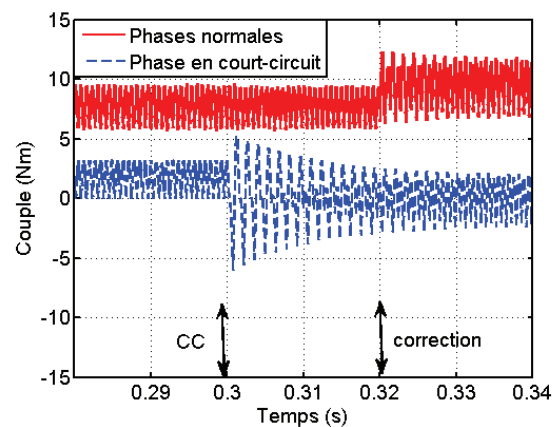 15
Phases normales
Phase en court-circuit
10
5
0
-5
-10
-15
Couple (Nm)
CC
correction
0.29
0.3
0.31
0.32
0.33
0.34
Temps (s)